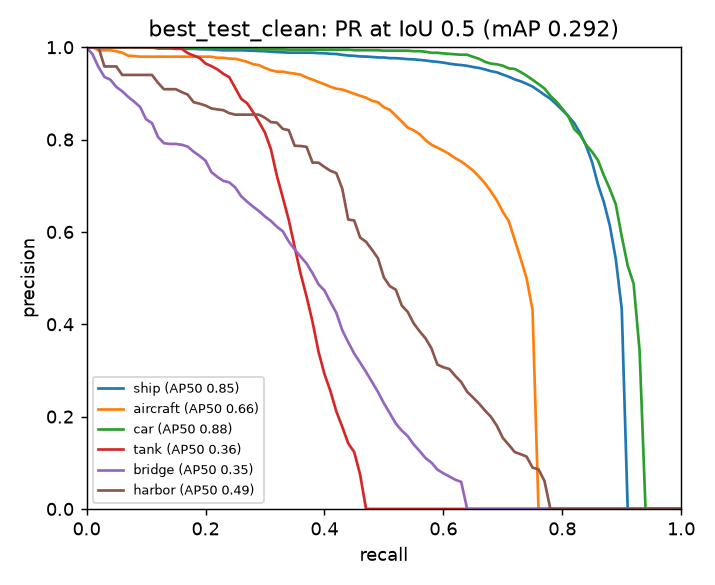 best_test_clean: PR at IoU 0.5 (mAP 0.292)
1.0
0.8
0.6
0.4
0.2
0.0
precision
ship (AP50 0.85)
aircraft (AP50 0.66)
car (AP50 0.88)
tank (AP50 0.36)
bridge (AP50 0.35)
harbor (AP50 0.49)
0.0 0.2 0.4 0.6 0.8 1.0
recall